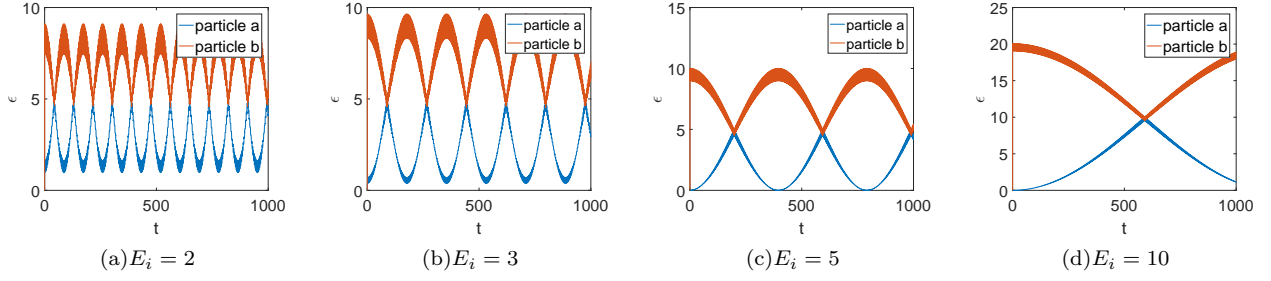 10
5
0
0
500
1000
ϵ
t
particle a
particle b
(a)E_i = 2
10
5
0
0
500
1000
ϵ
t
particle a
particle b
(b)E_i = 3
15
10
5
0
0
500
1000
ϵ
t
particle a
particle b
(c)E_i = 5
25
20
15
10
5
0
0
500
1000
ϵ
t
particle a
particle b
(d)E_i = 10